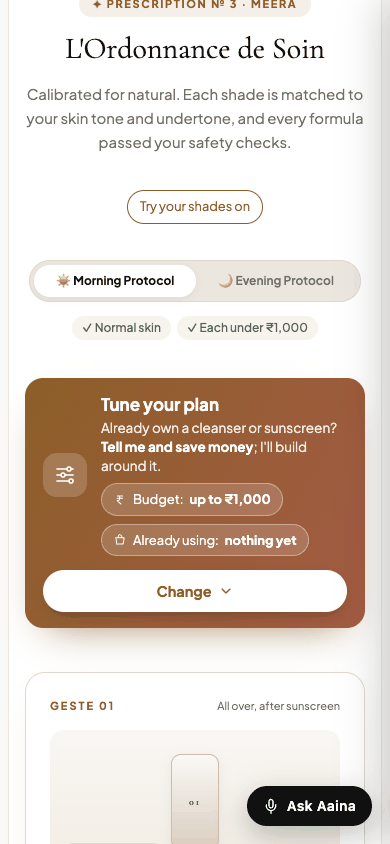 ✦ PRESCRIPTION № 3 · MEERA
L'Ordonnance de Soin
Calibrated for natural. Each shade is matched to
your skin tone and undertone, and every formula
passed your safety checks.
Try your shades on
Morning Protocol
Evening Protocol
✓ Normal skin
✓ Each under ₹1,000
Tune your plan
Already own a cleanser or sunscreen?
Tell me and save money; I'll build
around it.
₹ Budget: up to ₹1,000
Already using: nothing yet
Change
GESTE 01
All over, after sunscreen
01
Ask Aaina